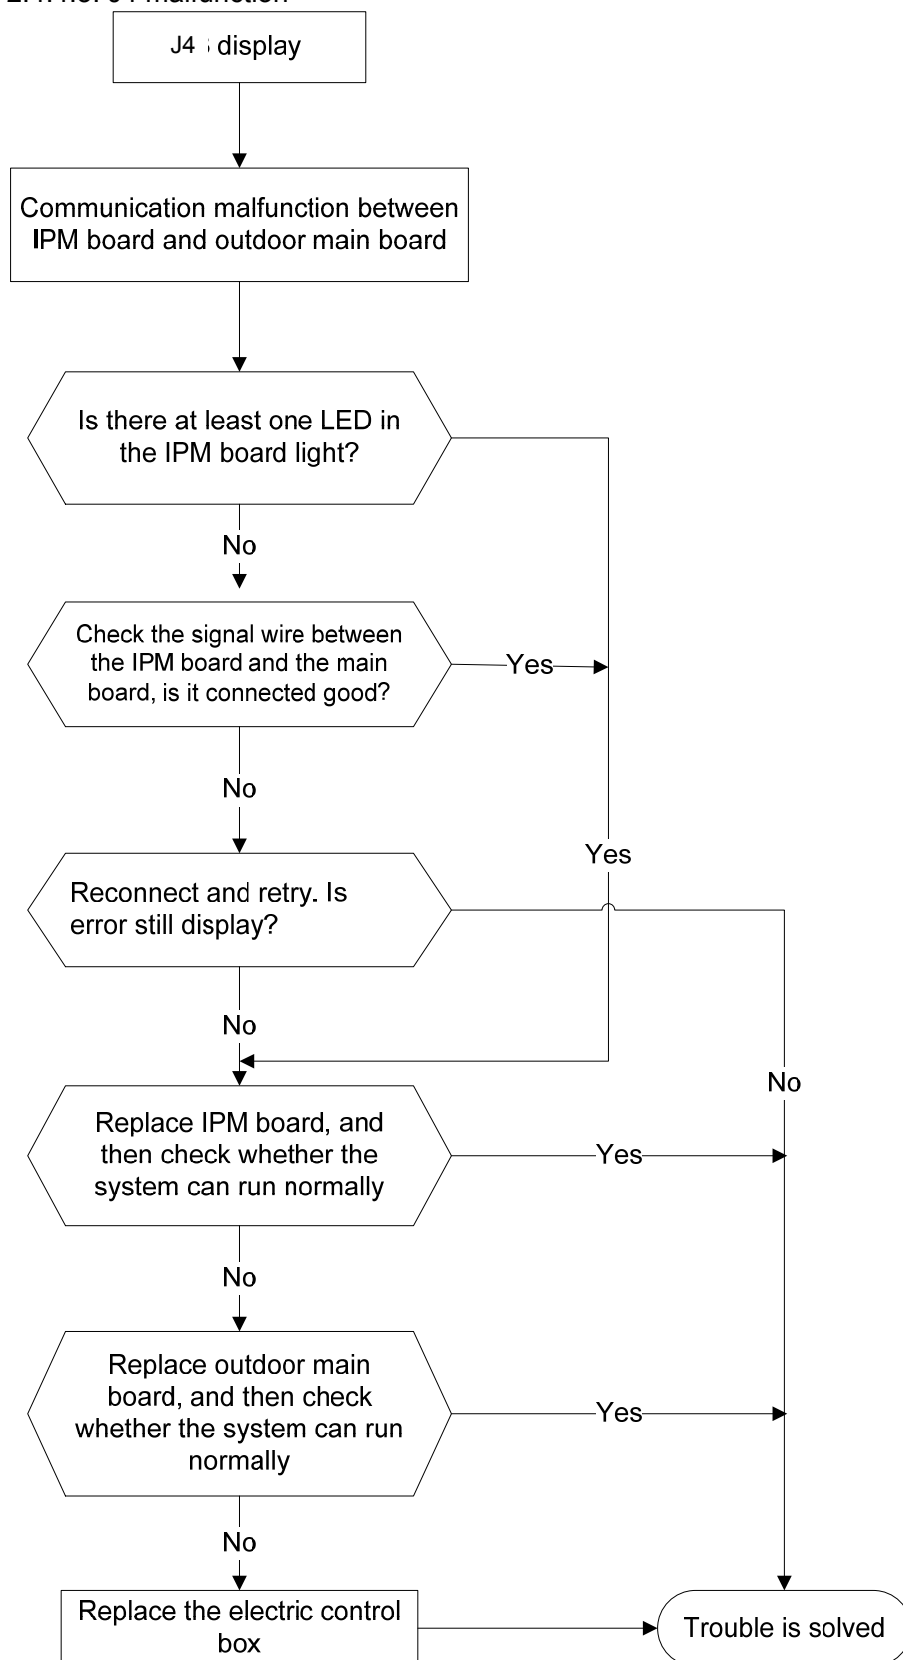 malfunction
J4 display
Communication malfunction between
IPM board and outdoor main board
Is there at least one LED in
the IPM board light?
No
Check the signal wire between
the IPM board and the main
board, is it connected good?
Yes
No
Yes
Reconnect and retry. Is
error still display?
No
No
Replace IPM board, and
then check whether the
system can run normally
Yes
No
Replace outdoor main
board, and then check
whether the system can run
normally
Yes
No
Replace the electric control
box
Trouble is solved